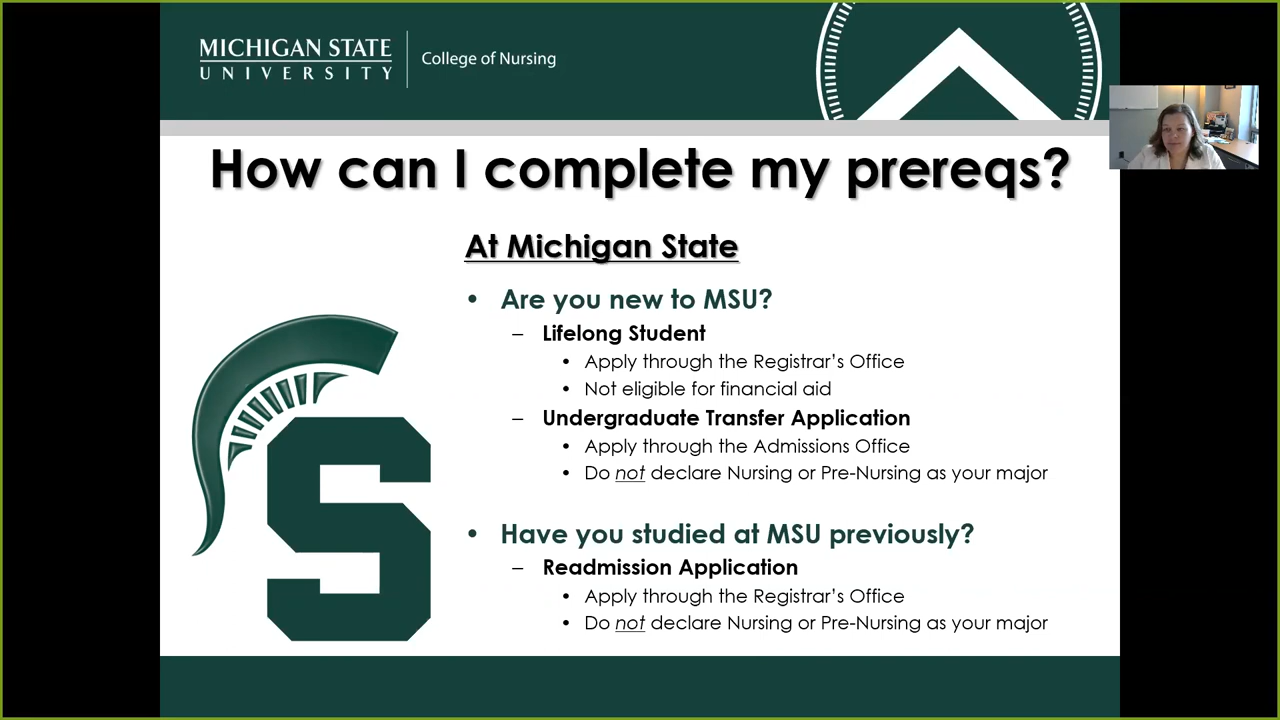 MICHIGAN STATE
UNIVERSITY
College of Nursing
How can I complete my prereqs?
At Michigan State
• Are you new to MSU?
– Lifelong Student
• Apply through the Registrar's Office
• Not eligible for financial aid
– Undergraduate Transfer Application
• Apply through the Admissions Office
• Do not declare Nursing or Pre-Nursing as your major
• Have you studied at MSU previously?
– Readmission Application
• Apply through the Registrar's Office
• Do not declare Nursing or Pre-Nursing as your major
S